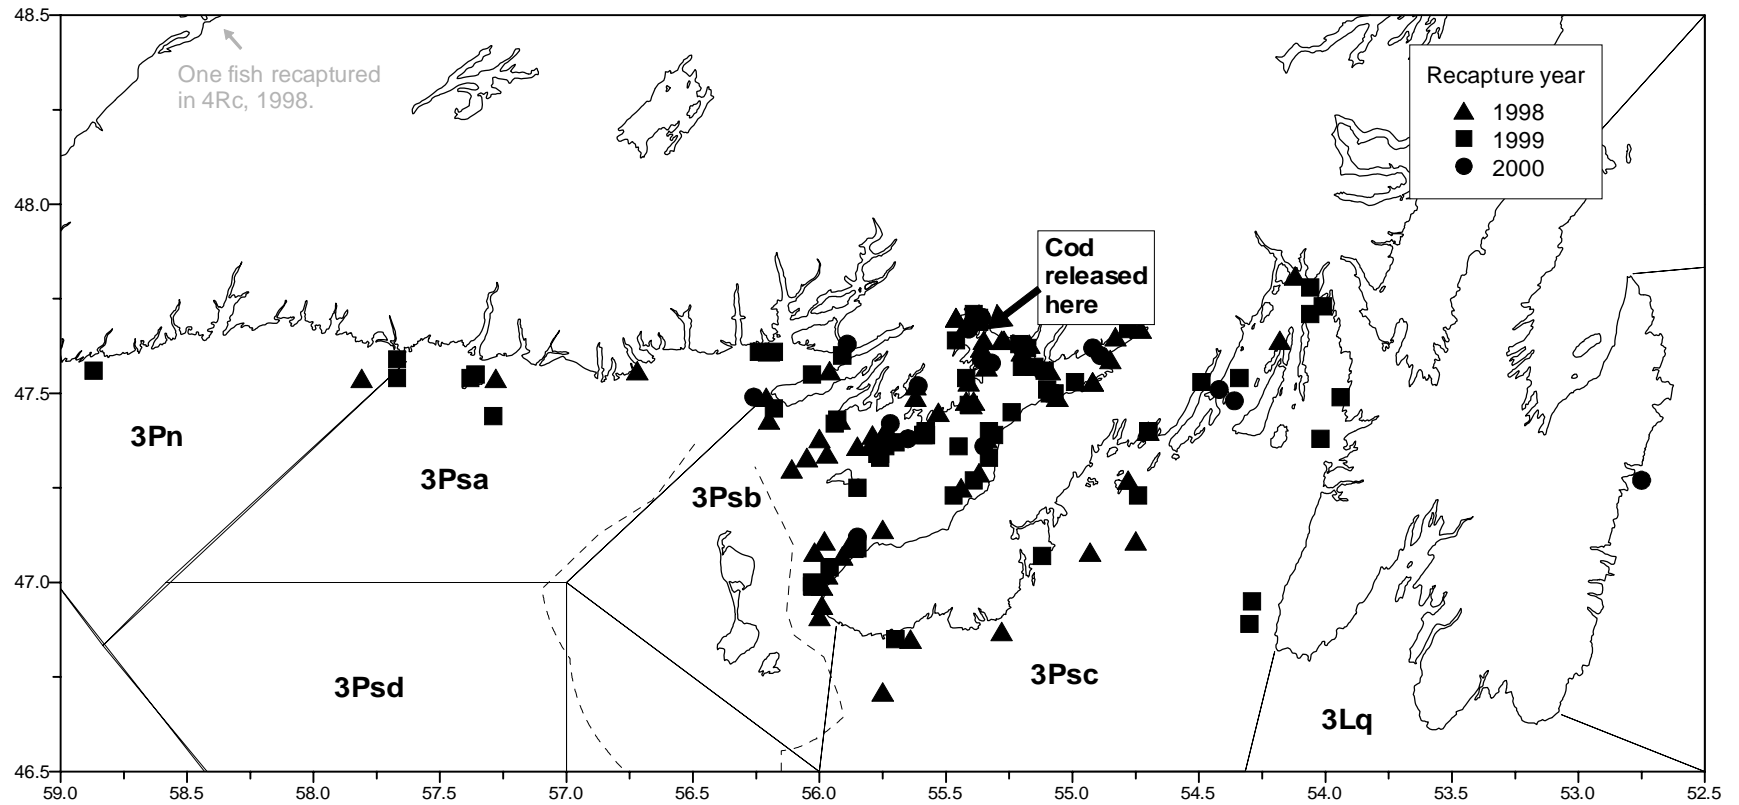 48.5
One fish recaptured
in 4Rc, 1998.
Recapture year
1998
1999
2000
48.0
Cod
released
here
47.5
3Pn
3Psa
3Psb
47.0
3Psd
3Psc
3Lq
46.5
59.0 58.5 58.0 57.5 57.0 56.5 56.0 55.5 55.0 54.5 54.0 53.5 53.0 52.5